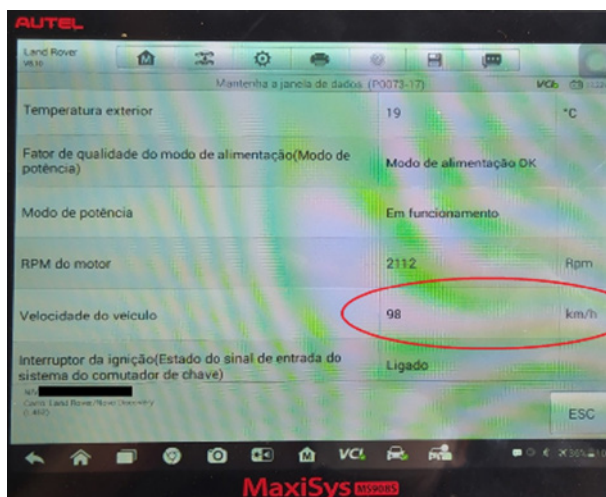 AUTEL
Land Rover
V8.10
Mantenha a janela de dados (P0073-17)
VCI
Temperatura exterior
19
°C
Fator de qualidade do modo de alimentação(Modo de
potência)
Modo de alimentação OK
Modo de potência
Em funcionamento
RPM do motor
2112
Rpm
Velocidade do veículo
98
km/h
Interruptor da ignição(Estado do sinal de entrada do
sistema do comutador de chave)
Ligado
ESC
VCI
MaxiSys MS908S